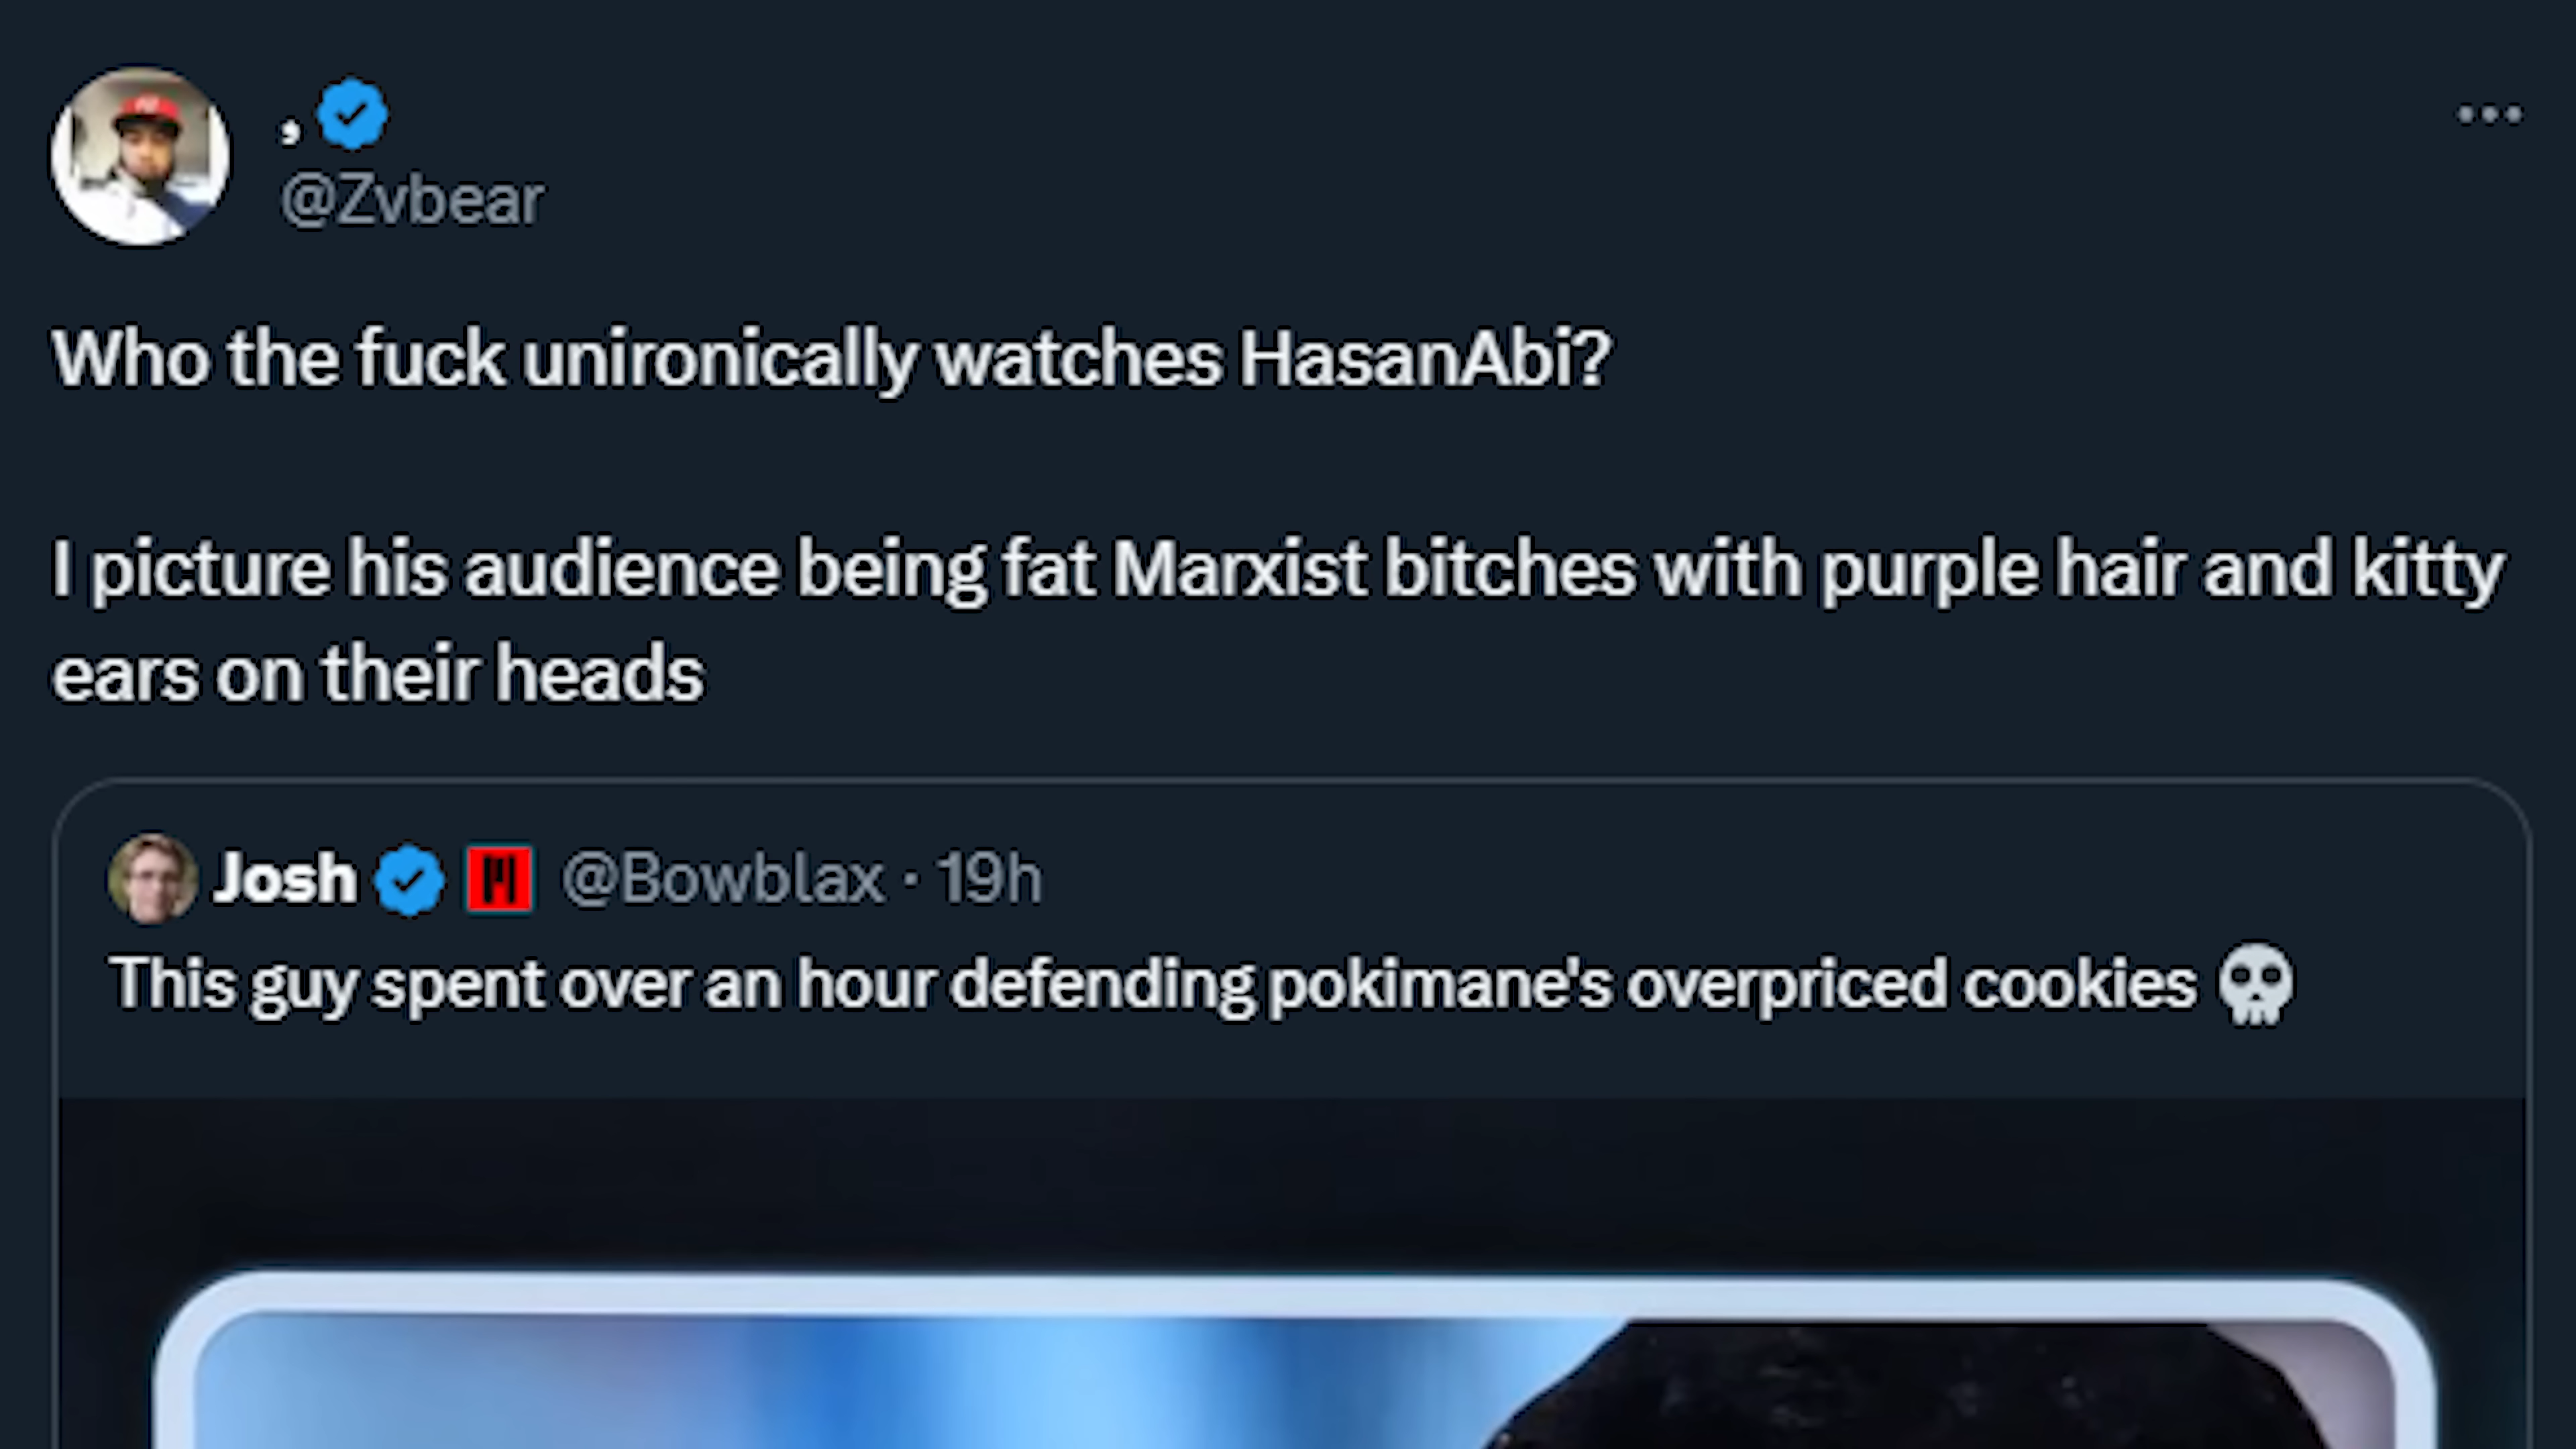 ,
@Zvbear
Who the fuck unironically watches HasanAbi?
I picture his audience being fat Marxist bitches with purple hair and kitty
ears on their heads
Josh @Bowblax · 19h
This guy spent over an hour defending pokimane's overpriced cookies 💀